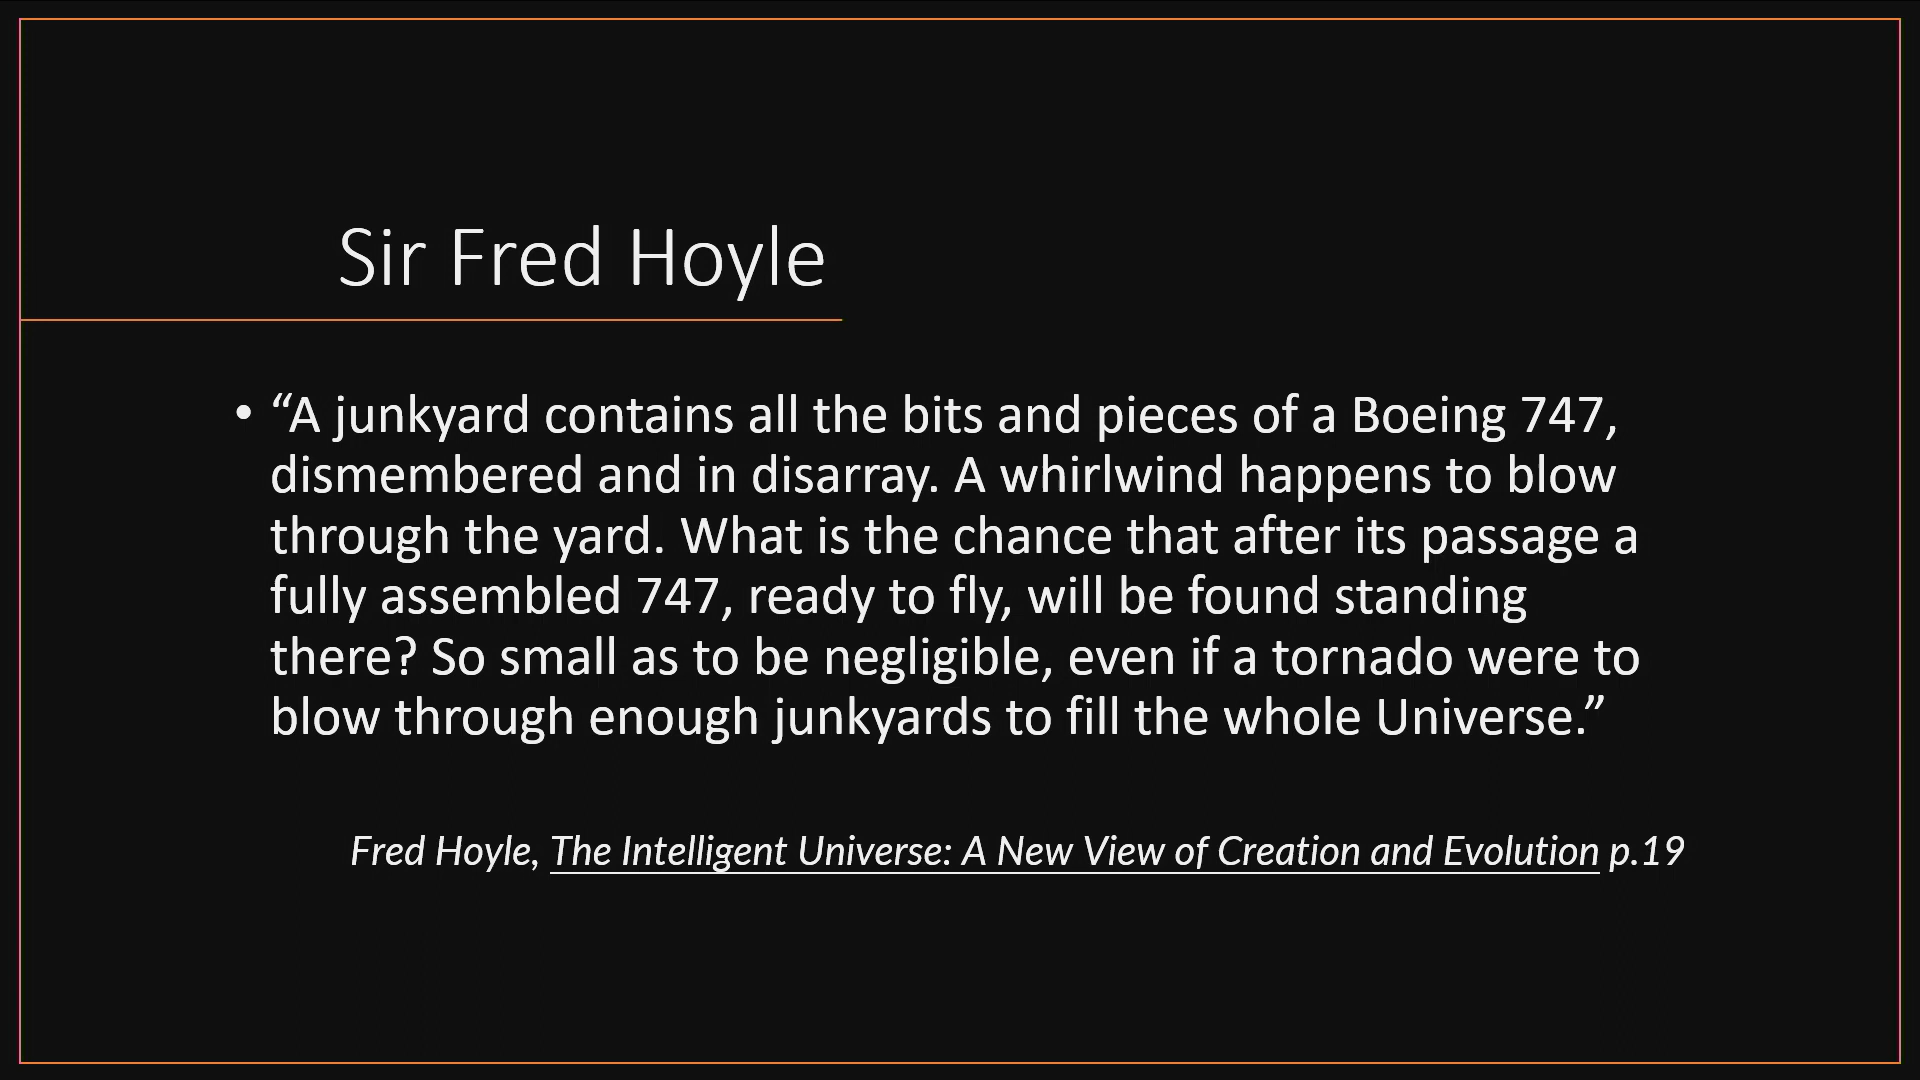 Sir Fred Hoyle
• “A junkyard contains all the bits and pieces of a Boeing 747,
dismembered and in disarray. A whirlwind happens to blow
through the yard. What is the chance that after its passage a
fully assembled 747, ready to fly, will be found standing
there? So small as to be negligible, even if a tornado were to
blow through enough junkyards to fill the whole Universe.”
Fred Hoyle, The Intelligent Universe: A New View of Creation and Evolution p.19